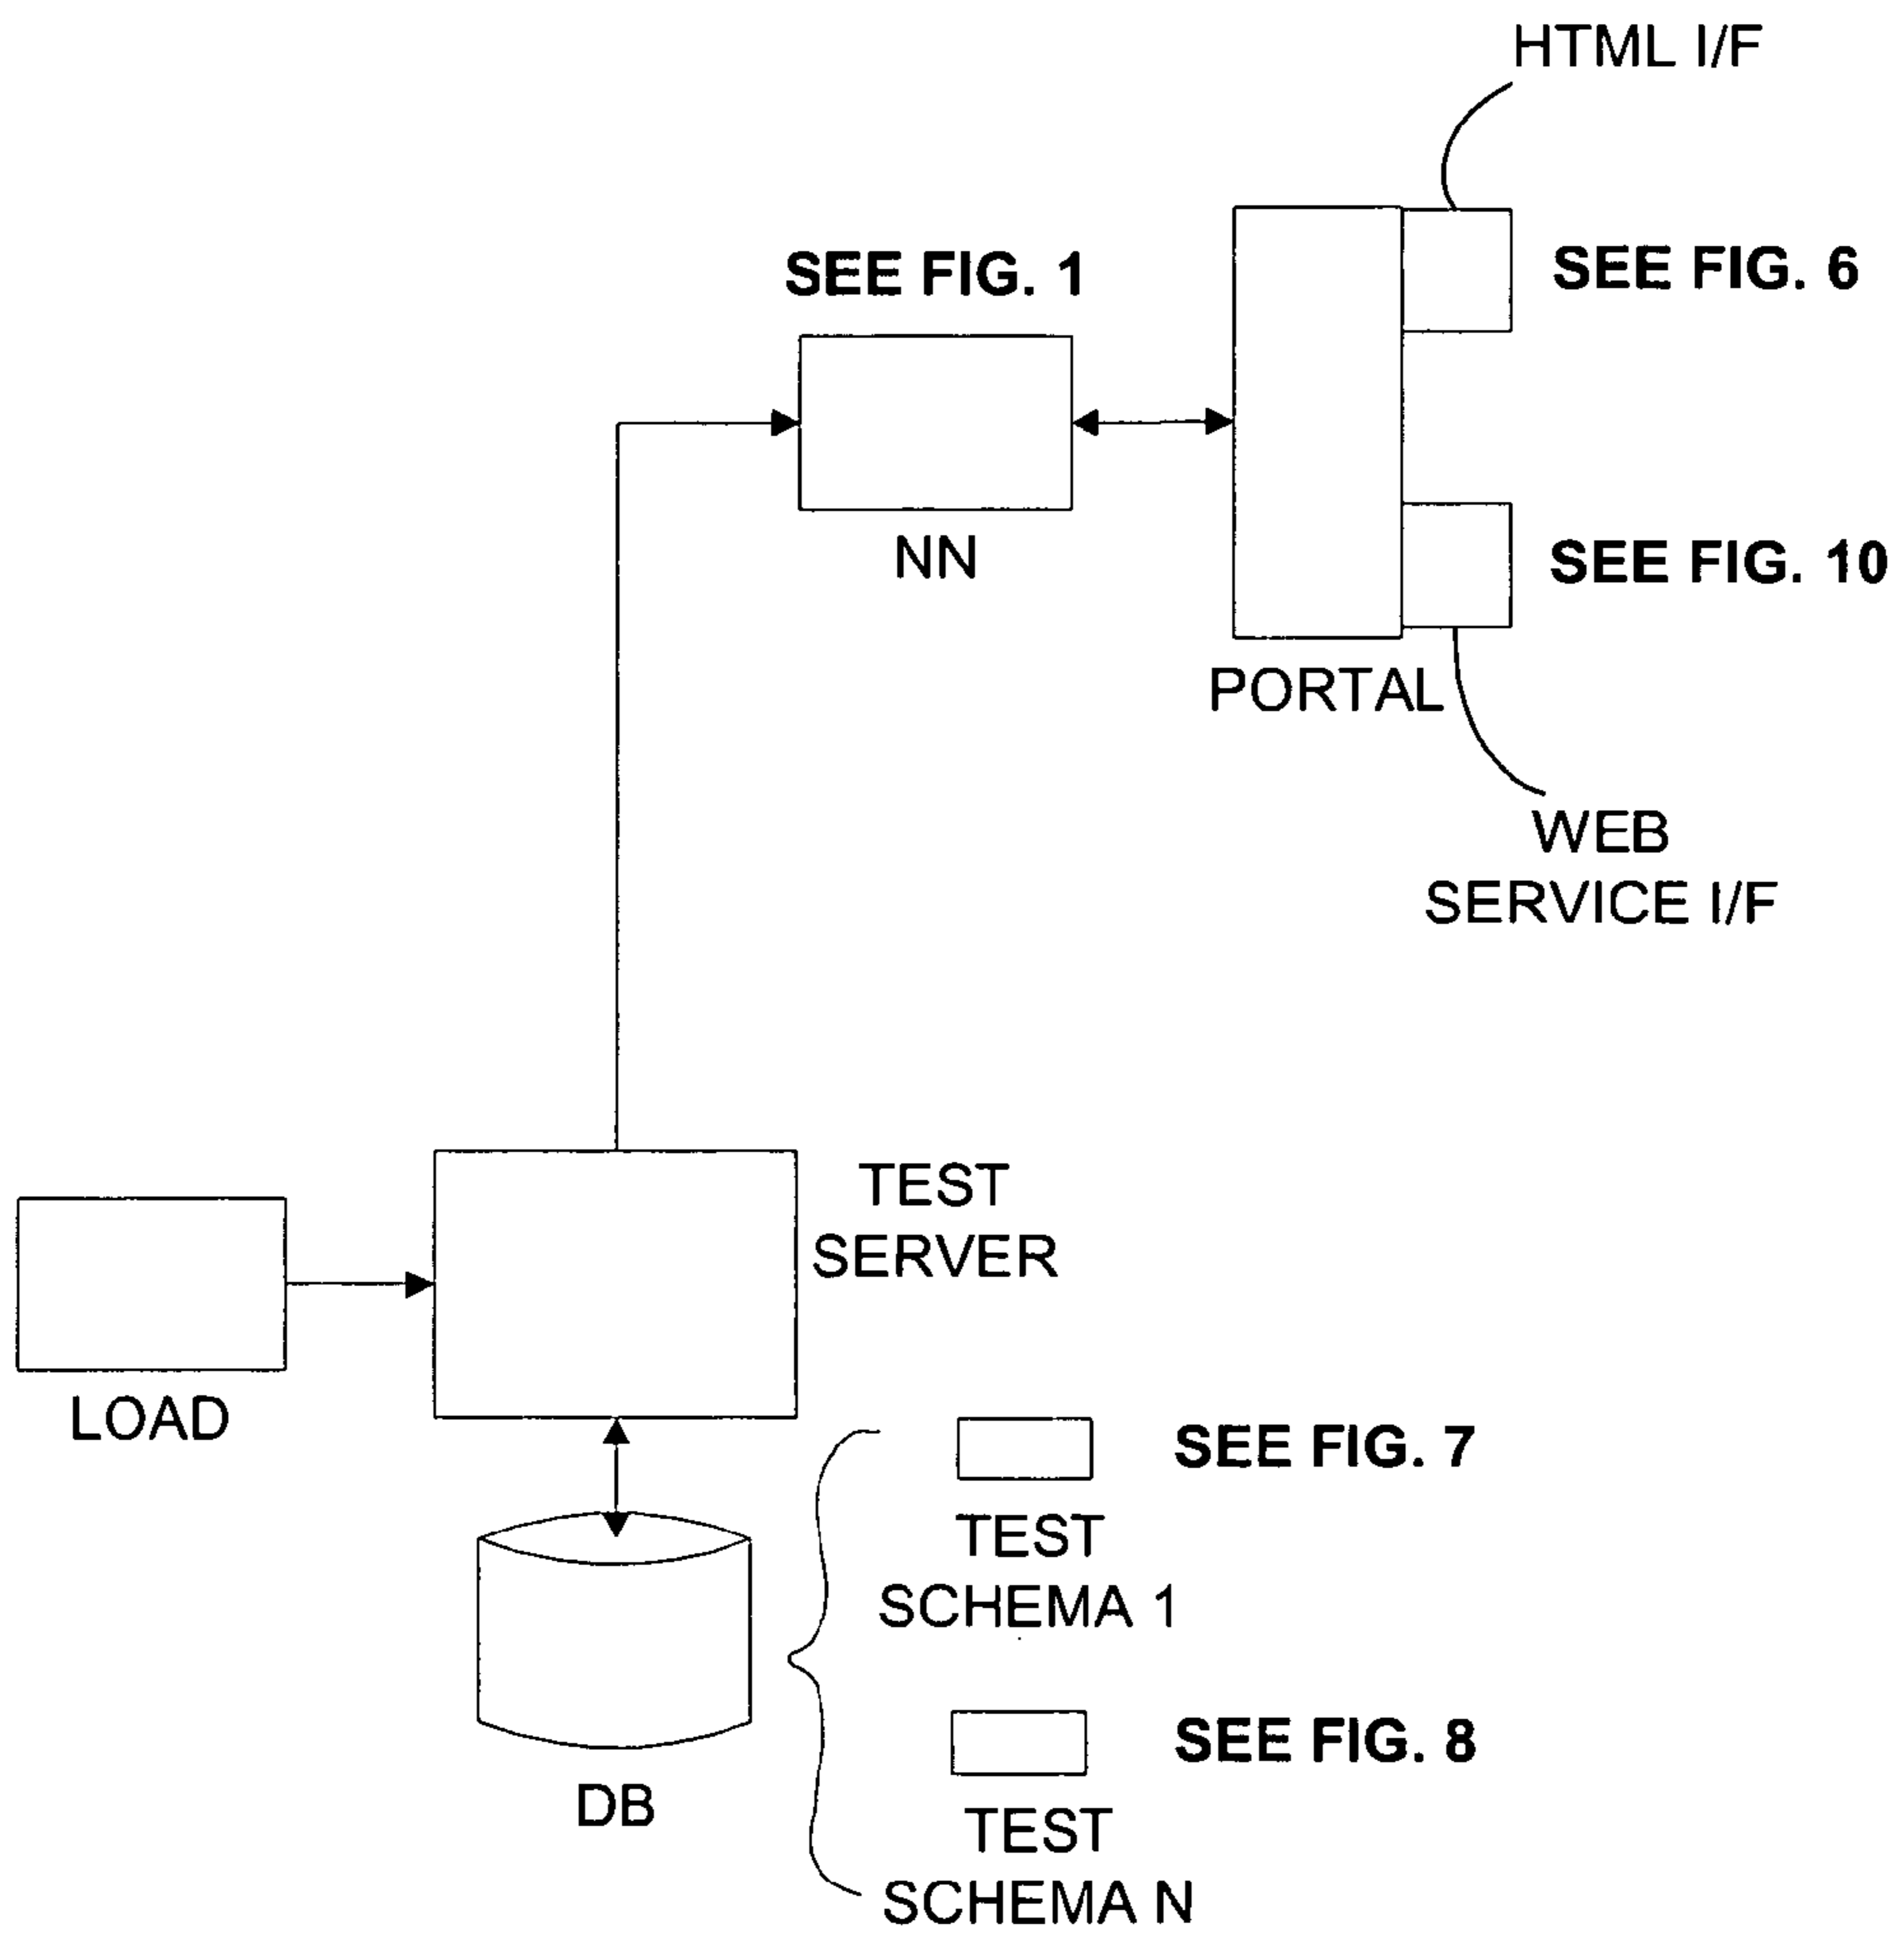 HTML I/F
SEE FIG. 1
SEE FIG. 6
NN
SEE FIG. 10
PORTAL
WEB
SERVICE I/F
TEST
SERVER
LOAD
SEE FIG. 7
TEST
SCHEMA 1
SEE FIG. 8
DB
TEST
SCHEMA N